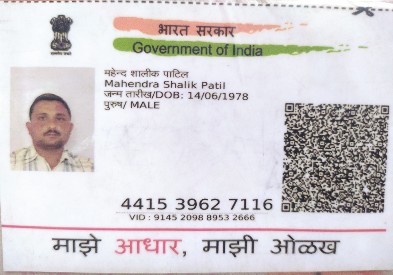 भारत सरकार
Government of India
महेन्द शालीक पाटिल
Mahendra Shalik Patil
जन्म तारीख/DOB: 14/06/1978
पुरुष/ MALE
4415 3962 7116
VID : 9145 2098 8953 2666
माझे आधार, माझी ओळख